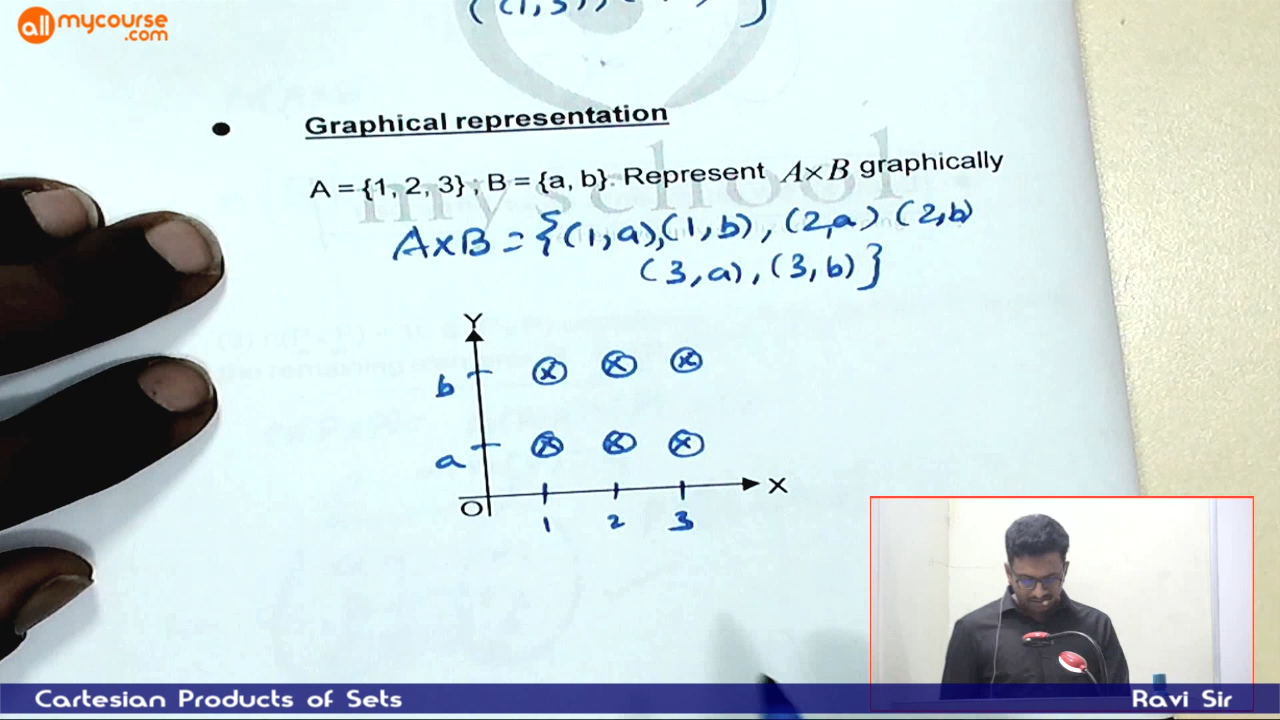 allmycourse
.com
Graphical representation
A = {1, 2, 3} ; B = {a, b}. Represent A×B graphically
myschool
A×B = {(1,a),(1,b), (2,a) (2,b)
(3,a), (3,b)}
Y
b
a
O
X
1 2 3
Cartesian Products of Sets
Ravi Sir